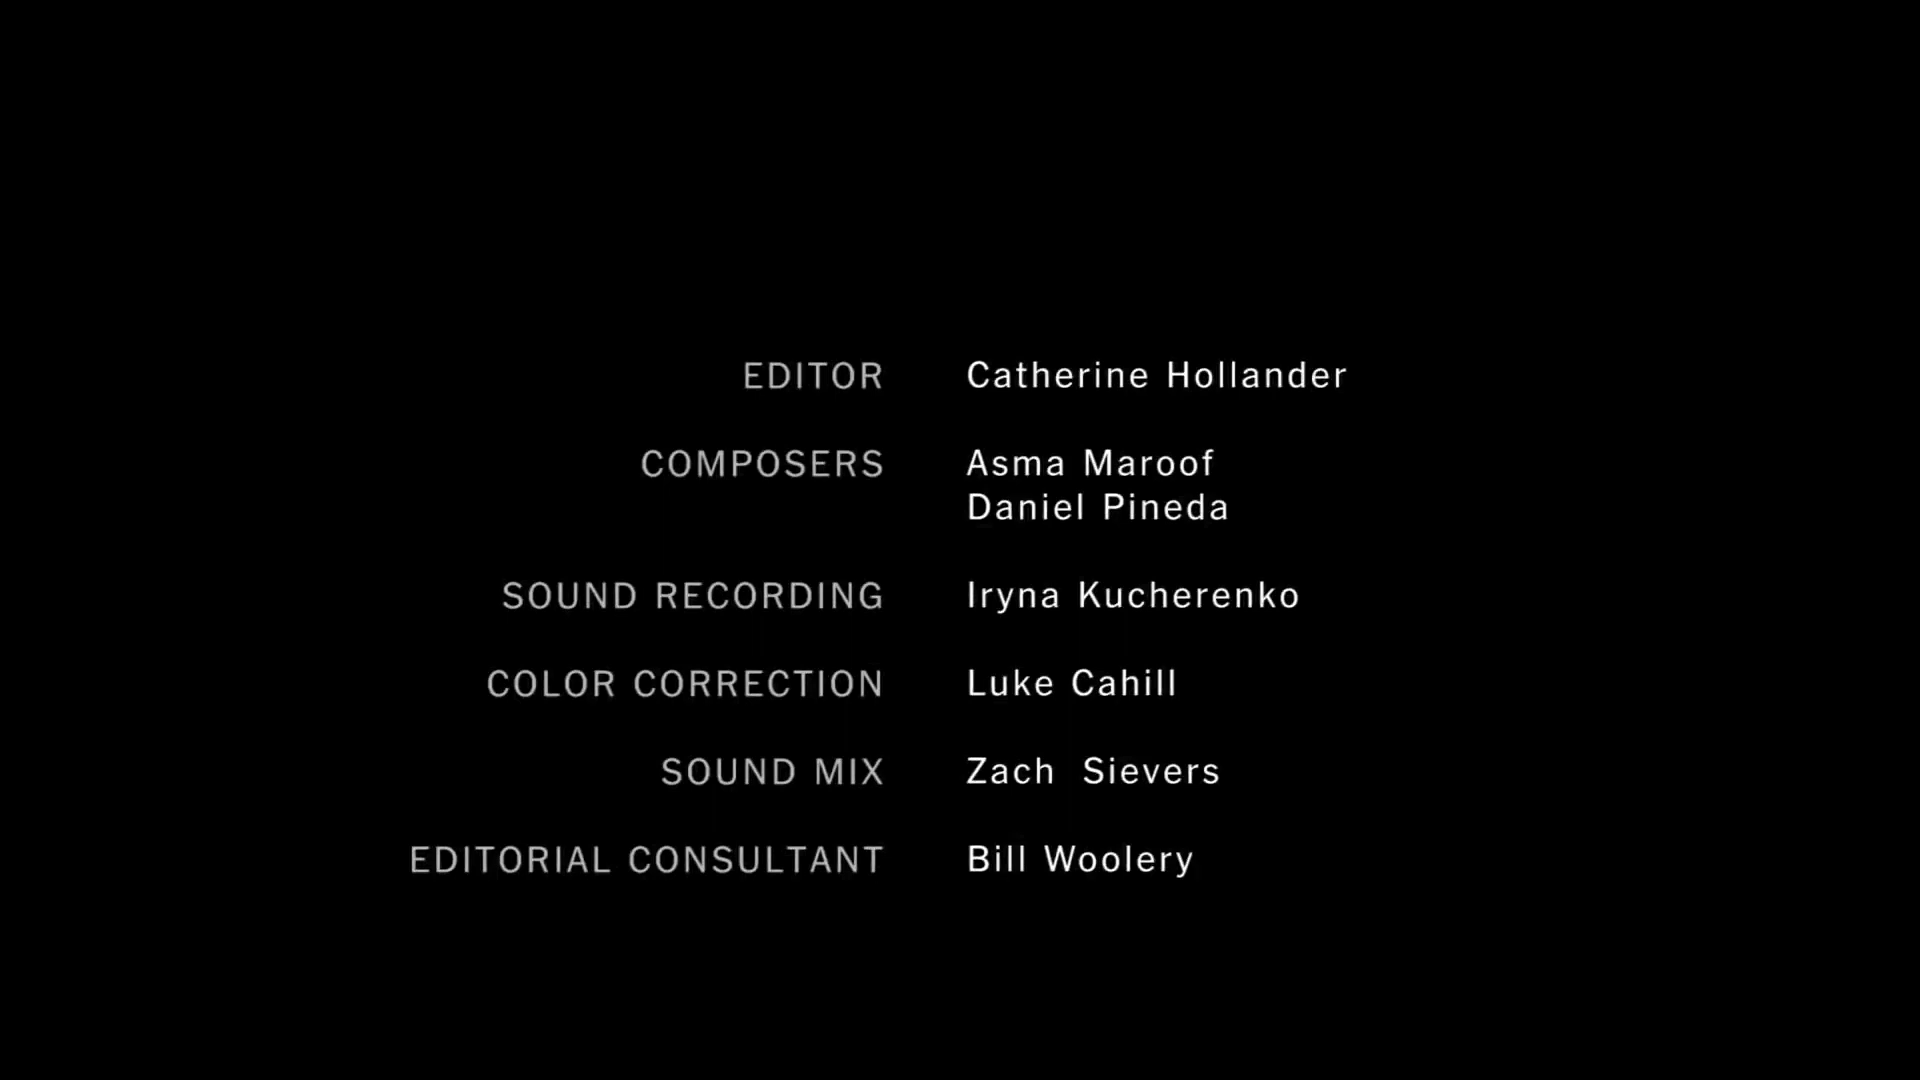 EDITOR Catherine Hollander
COMPOSERS Asma Maroof
Daniel Pineda
SOUND RECORDING Iryna Kucherenko
COLOR CORRECTION Luke Cahill
SOUND MIX Zach  Sievers
EDITORIAL CONSULTANT Bill Woolery